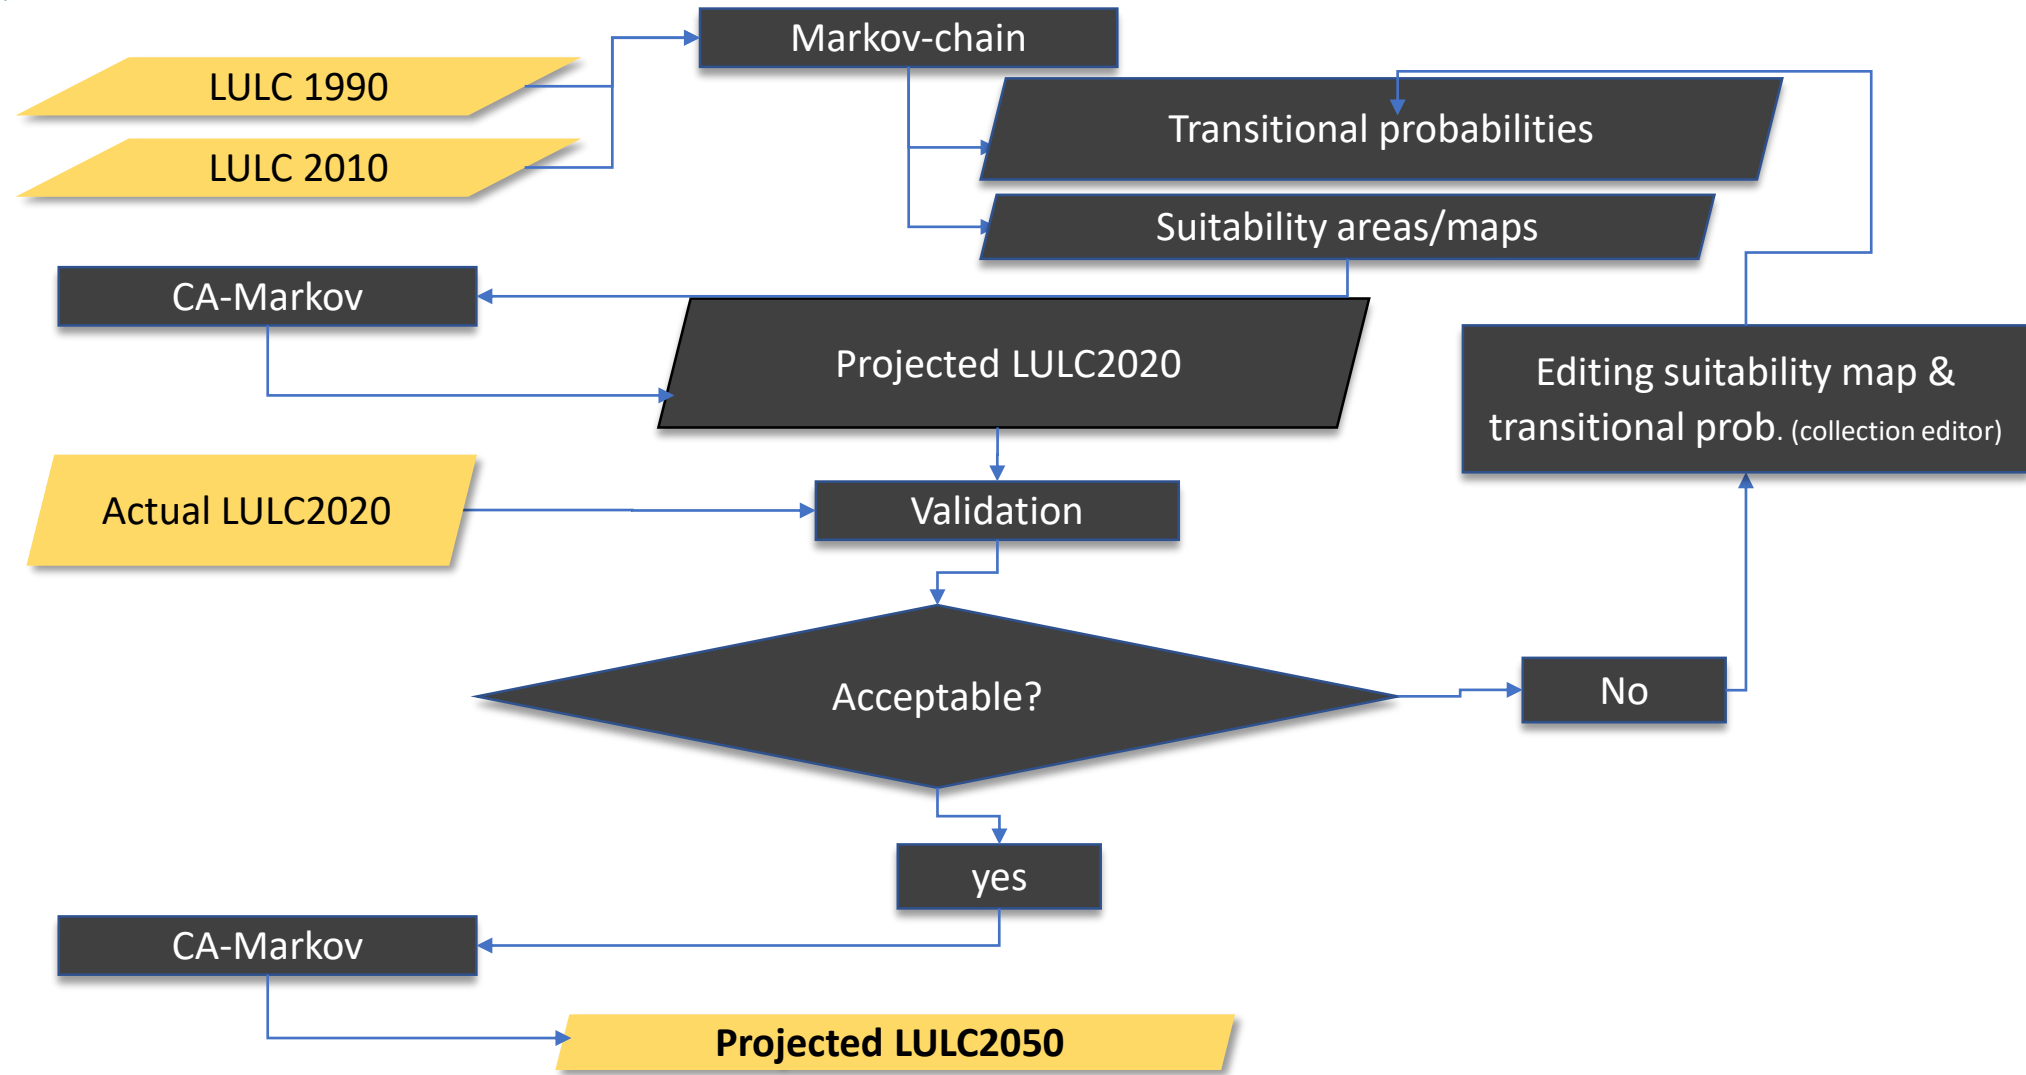 Markov-chain
LULC 1990
LULC 2010
Transitional probabilities
Suitability areas/maps
CA-Markov
Projected LULC2020
Editing suitability map &
transitional prob. (collection editor)
Actual LULC2020
Validation
Acceptable?
No
yes
CA-Markov
Projected LULC2050